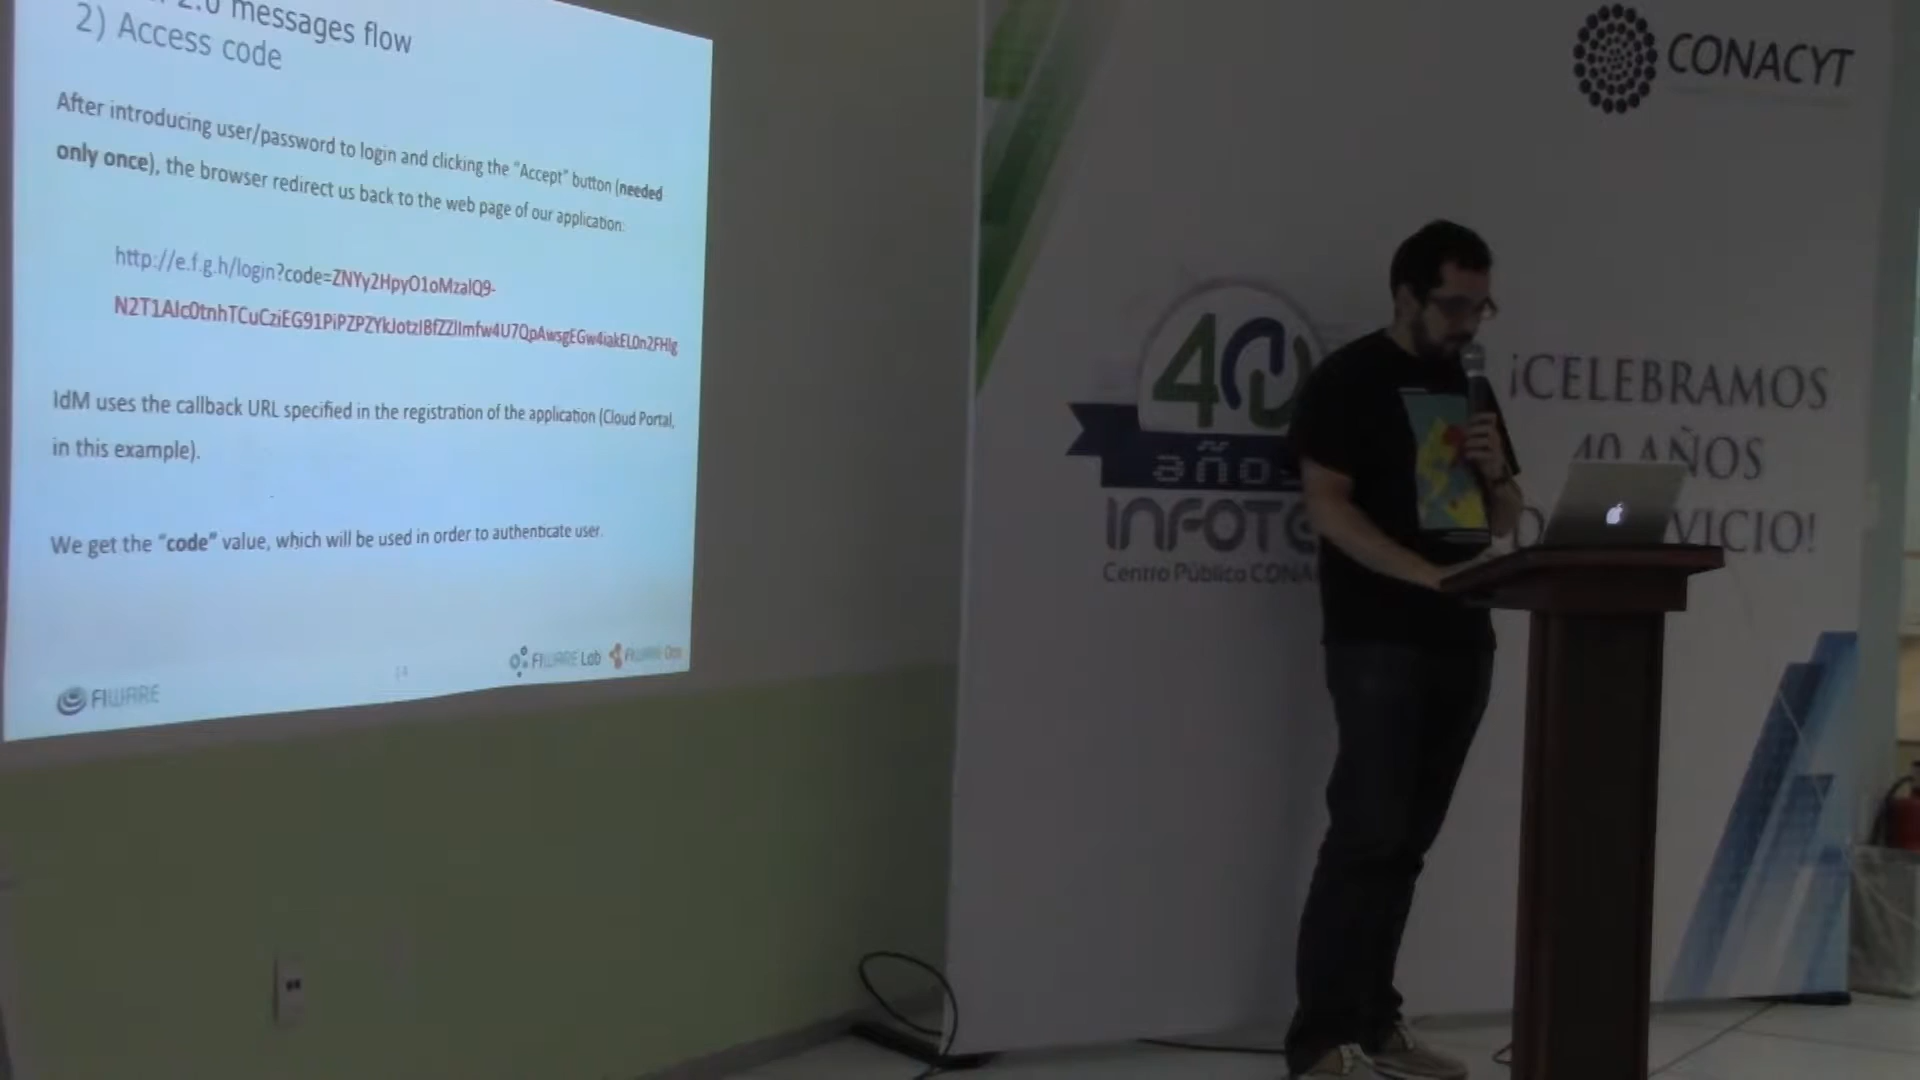 2.0 messages flow
2) Access code
After introducing user/password to login and clicking the "Accept" button (needed
only once), the browser redirect us back to the web page of our application:
http://e.f.g.h/login?code=ZNYy2HpyO1oMzalQ9-
IdM uses the callback URL specified in the registration of the application (Cloud Portal,
in this example).
We get the "code" value, which will be used in order to authenticate user.
14
FIWARE
FIWARE Lab
FIWARE Ops
CONACYT
40
años
INFOTE
Centro Público CONA
¡CELEBRAMOS
40 AÑOS
VICIO!